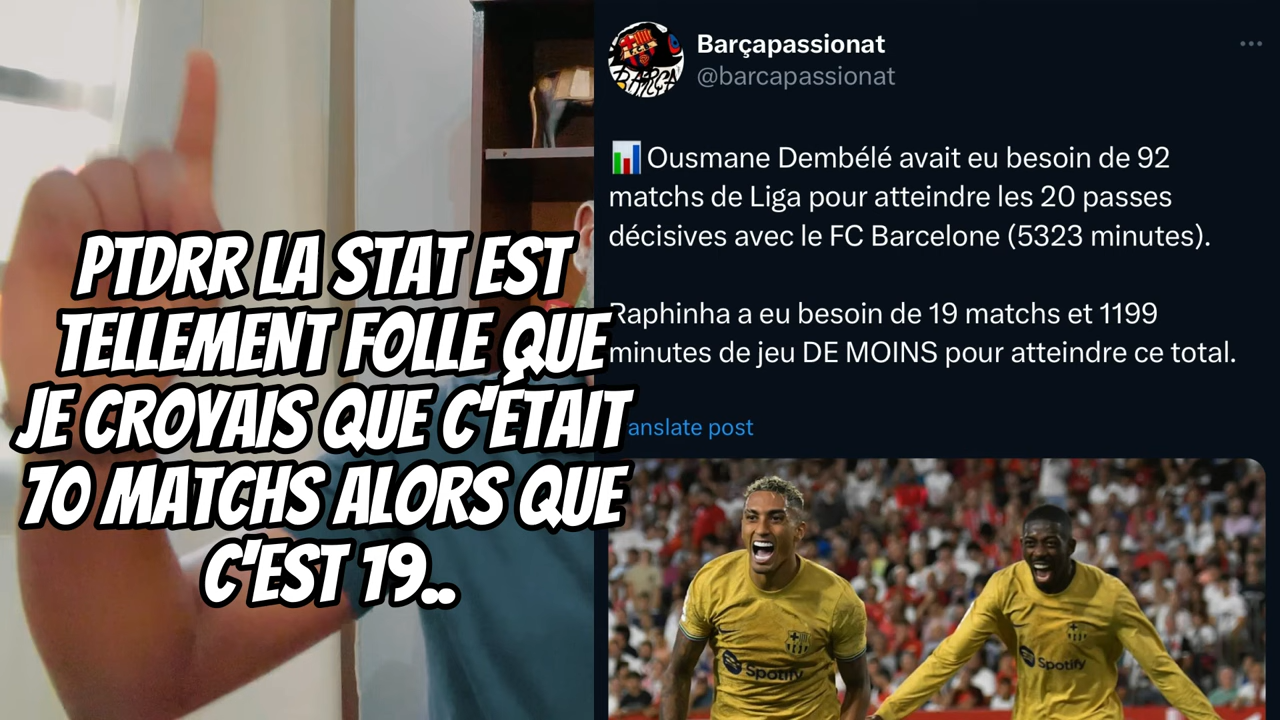 PTDRR LA STAT EST
TELLEMENT FOLLE QUE
JE CROYAIS QUE C'ÉTAIT
70 MATCHS ALORS QUE
C'EST 19..
Barçapassionat
@barcapassionat
Ousmane Dembélé avait eu besoin de 92
matchs de Liga pour atteindre les 20 passes
décisives avec le FC Barcelone (5323 minutes).
Raphinha a eu besoin de 19 matchs et 1199
minutes de jeu DE MOINS pour atteindre ce total.
anslate post
Spotify
Spotify